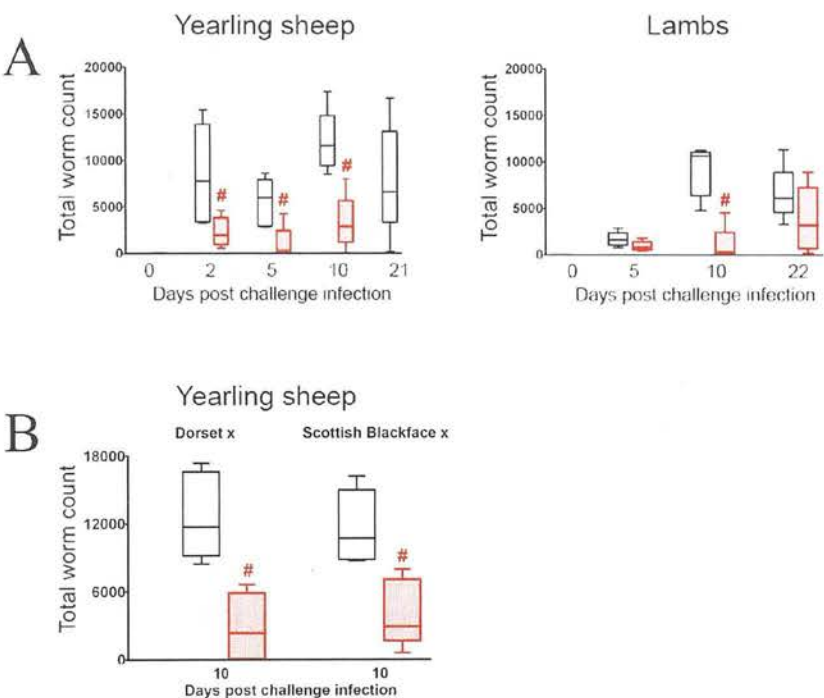 A
Yearling sheep
Total worm count
20000
15000
10000
5000
0
#
#
#
0 2 5 10 21
Days post challenge infection
Lambs
Total worm count
20000
15000
10000
5000
0
#
0 5 10 22
Days post challenge infection
B
Yearling sheep
Dorset x Scottish Blackface x
Total worm count
18000
12000
6000
0
#
#
10 10
Days post challenge infection